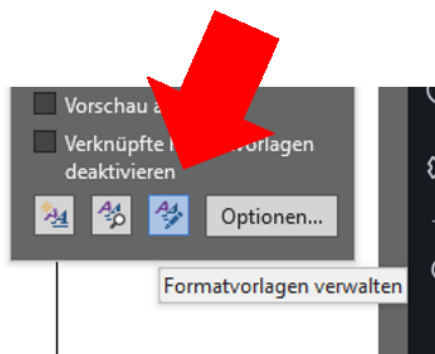 Vorschau a
Verknüpfte vorlagen
deaktivieren
Optionen...
Formatvorlagen verwalten